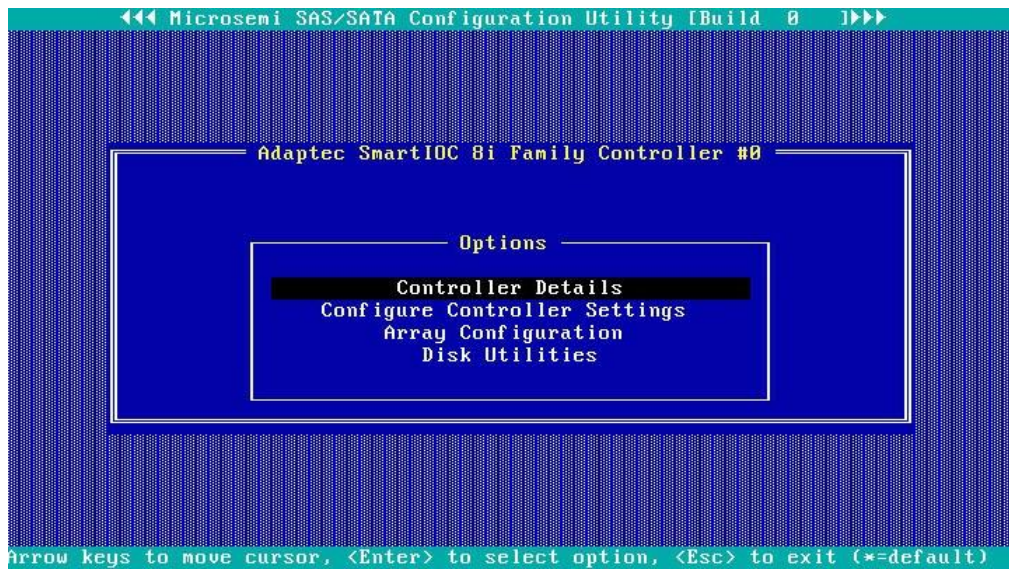 ◄◄◄ Microsemi SAS/SATA Configuration Utility [Build 0 ]►►►
Adaptec SmartIOC 8i Family Controller #0
Options
Controller Details
Configure Controller Settings
Array Configuration
Disk Utilities
Arrow keys to move cursor, <Enter> to select option, <Esc> to exit (*=default)